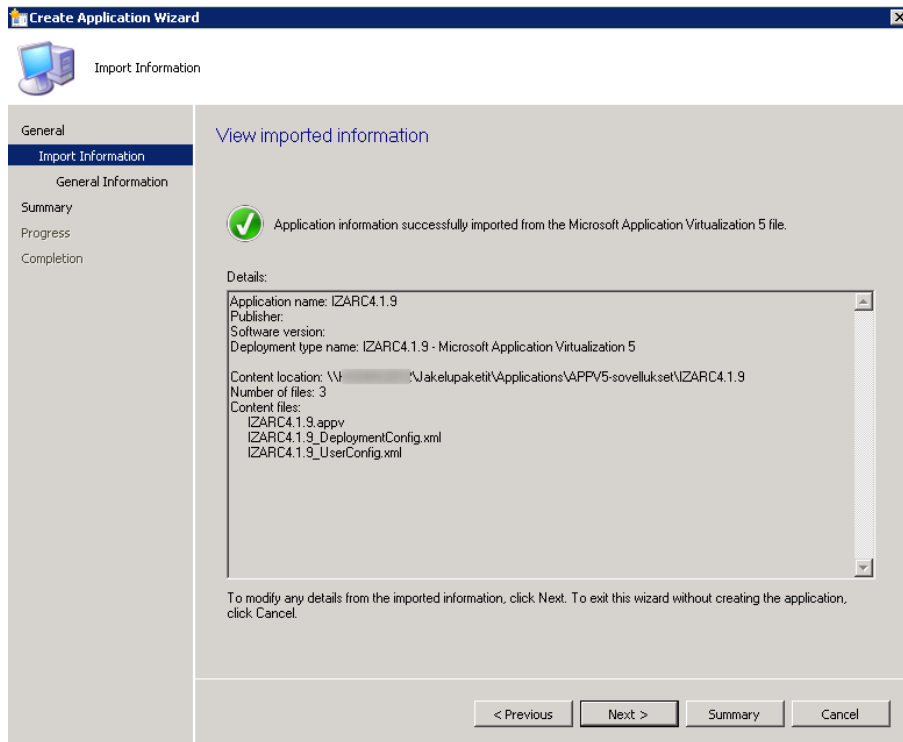 Create Application Wizard
Import Information
General
Import Information
General Information
Summary
Progress
Completion
View imported information
Application information successfully imported from the Microsoft Application Virtualization 5 file.
Details:
Application name: IZARC4.1.9
Publisher:
Software version:
Deployment type name: IZARC4.1.9 - Microsoft Application Virtualization 5
Content location: \\ \Jakelupaketit\Applications\APPV5-sovellukset\IZARC4.1.9
Number of files: 3
Content files:
IZARC4.1.9.appv
IZARC4.1.9_DeploymentConfig.xml
IZARC4.1.9_UserConfig.xml
To modify any details from the imported information, click Next. To exit this wizard without creating the application,
click Cancel.
< Previous Next > Summary Cancel